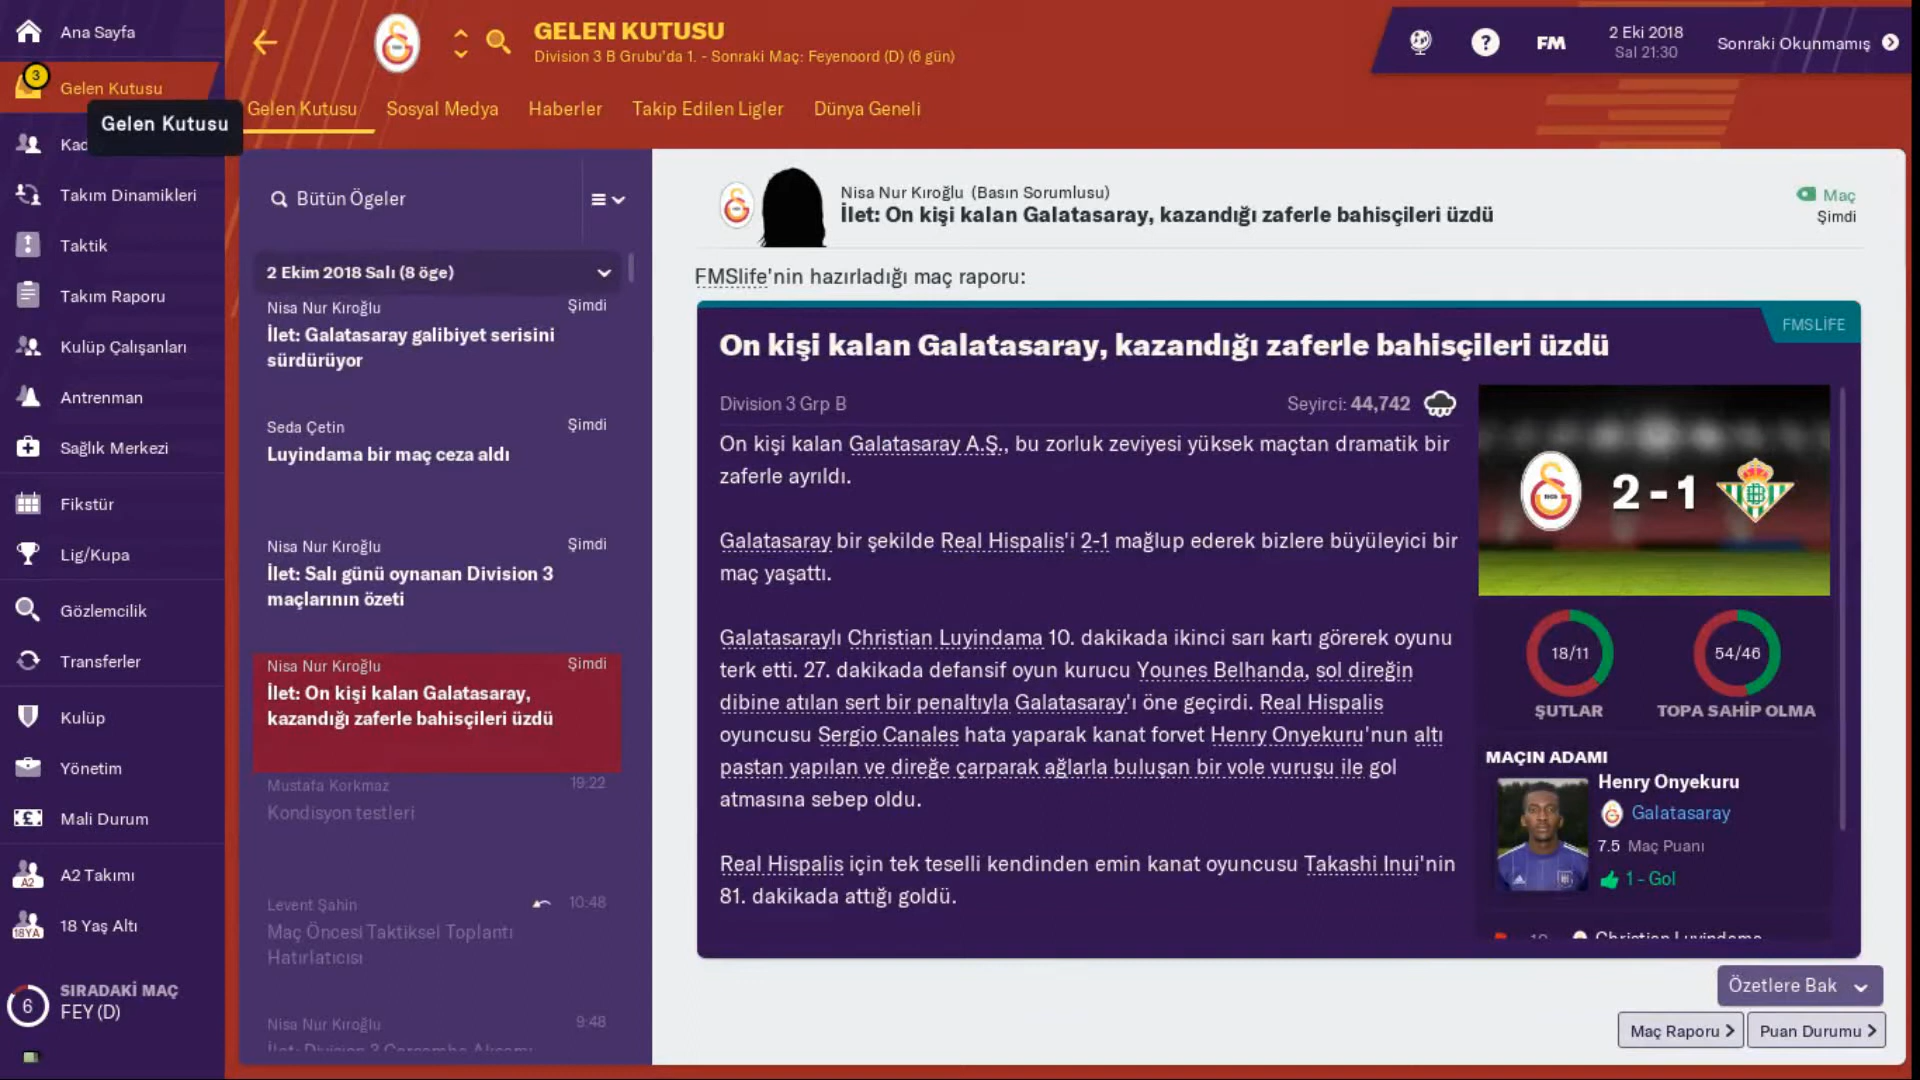 Ana Sayfa
3
Gelen Kutusu
Gelen Kutusu
Kad
Takım Dinamikleri
Taktik
Takım Raporu
Kulüp Çalışanları
Antrenman
Sağlık Merkezi
Fikstür
Lig/Kupa
Gözlemcilik
Transferler
Kulüp
Yönetim
Mali Durum
A2
A2 Takımı
18YA
18 Yaş Altı
6
SIRADAKİ MAÇ
FEY (D)
GELEN KUTUSU
Division 3 B Grubu'da 1. - Sonraki Maç: Feyenoord (D) (6 gün)
FM
2 Eki 2018
Sal 21:30
Sonraki Okunmamış
Gelen Kutusu
Sosyal Medya
Haberler
Takip Edilen Ligler
Dünya Geneli
Bütün Ögeler
2 Ekim 2018 Salı (8 öge)
Nisa Nur Kıroğlu Şimdi
İlet: Galatasaray galibiyet serisini
sürdürüyor
Seda Çetin Şimdi
Luyindama bir maç ceza aldı
Nisa Nur Kıroğlu Şimdi
İlet: Salı günü oynanan Division 3
maçlarının özeti
Nisa Nur Kıroğlu Şimdi
İlet: On kişi kalan Galatasaray,
kazandığı zaferle bahisçileri üzdü
Mustafa Korkmaz 19:22
Kondisyon testleri
Levent Şahin 10:48
Maç Öncesi Taktiksel Toplantı
Hatırlatıcısı
Nisa Nur Kıroğlu 9:48
İlet: Division 3 Çarşamba Akşamı
Nisa Nur Kıroğlu (Basın Sorumlusu)
İlet: On kişi kalan Galatasaray, kazandığı zaferle bahisçileri üzdü
Maç
Şimdi
FMSlife'nin hazırladığı maç raporu:
FMSLİFE
On kişi kalan Galatasaray, kazandığı zaferle bahisçileri üzdü
Division 3 Grp B
Seyirci: 44,742
On kişi kalan Galatasaray A.Ş., bu zorluk zeviyesi yüksek maçtan dramatik bir
zaferle ayrıldı.
Galatasaray bir şekilde Real Hispalis'i 2-1 mağlup ederek bizlere büyüleyici bir
maç yaşattı.
Galatasaraylı Christian Luyindama 10. dakikada ikinci sarı kartı görerek oyunu
terk etti. 27. dakikada defansif oyun kurucu Younes Belhanda, sol direğin
dibine atılan sert bir penaltıyla Galatasaray'ı öne geçirdi. Real Hispalis
oyuncusu Sergio Canales hata yaparak kanat forvet Henry Onyekuru'nun altı
pastan yapılan ve direğe çarparak ağlarla buluşan bir vole vuruşu ile gol
atmasına sebep oldu.
Real Hispalis için tek teselli kendinden emin kanat oyuncusu Takashi Inui'nin
81. dakikada attığı goldü.
2 - 1
18/11
ŞUTLAR
54/46
TOPA SAHİP OLMA
MAÇIN ADAMI
Henry Onyekuru
Galatasaray
7.5 Maç Puanı
1 - Gol
10 Christian Luyindama
Özetlere Bak
Maç Raporu
Puan Durumu